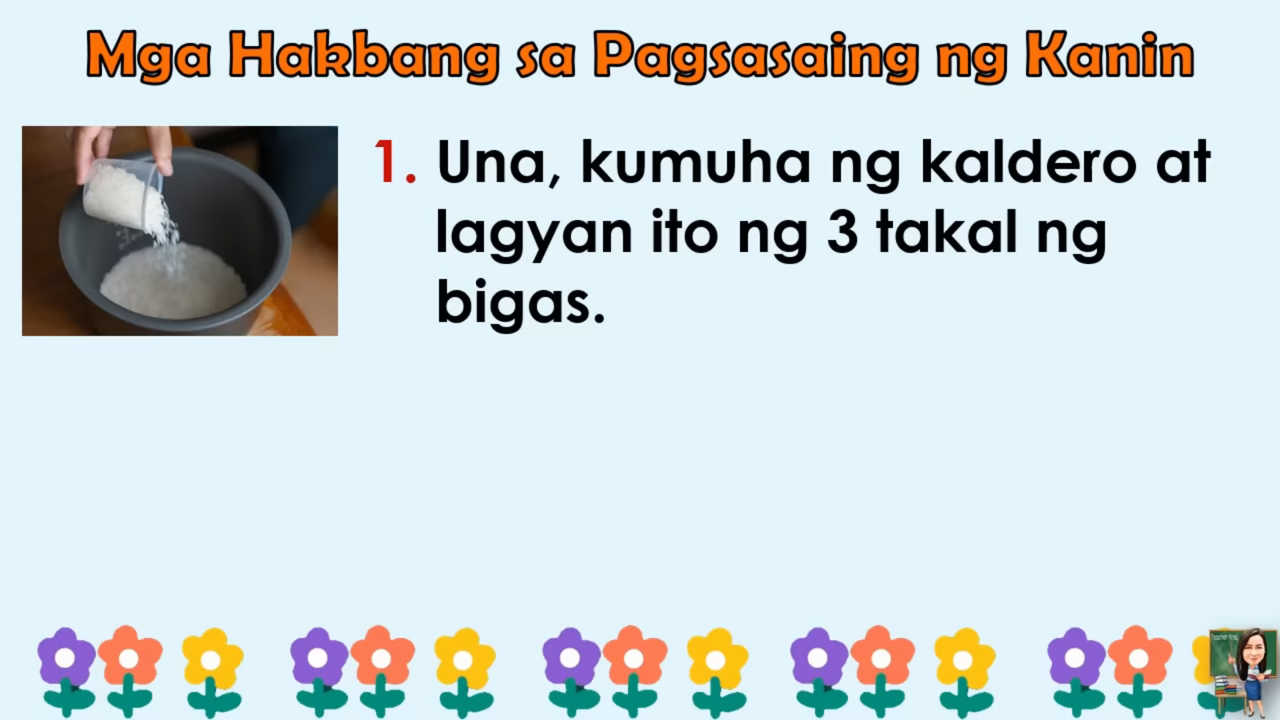 Mga Hakbang sa Pagsasaing ng Kanin
1. Una, kumuha ng kaldero at
lagyan ito ng 3 takal ng
bigas.